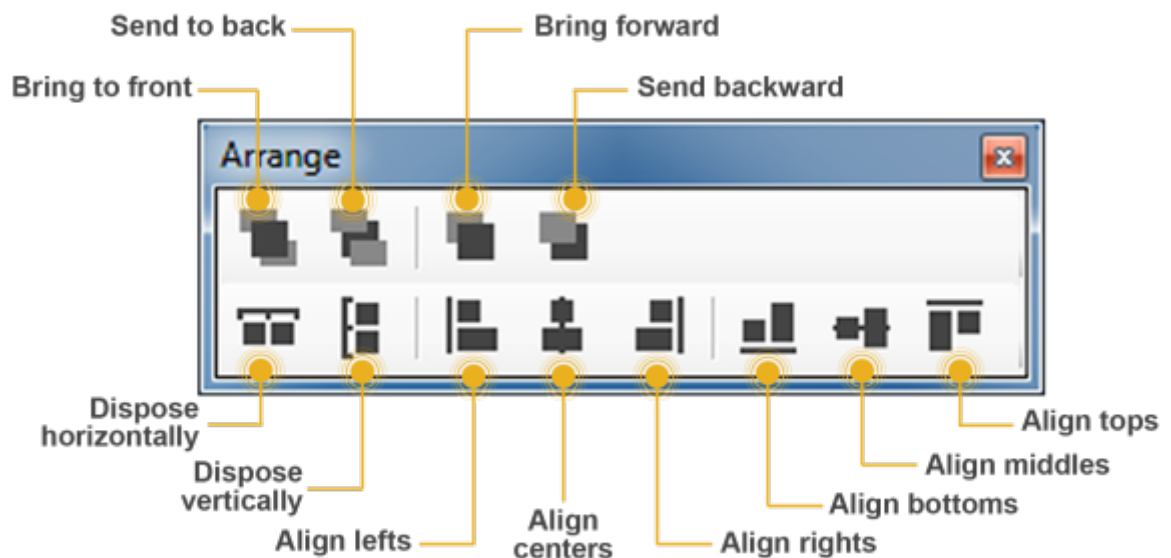 Send to back
Bring forward
Bring to front
Send backward
Arrange
Dispose
horizontally
Align tops
Dispose
vertically
Align middles
Align bottoms
Align lefts
Align
centers
Align rights